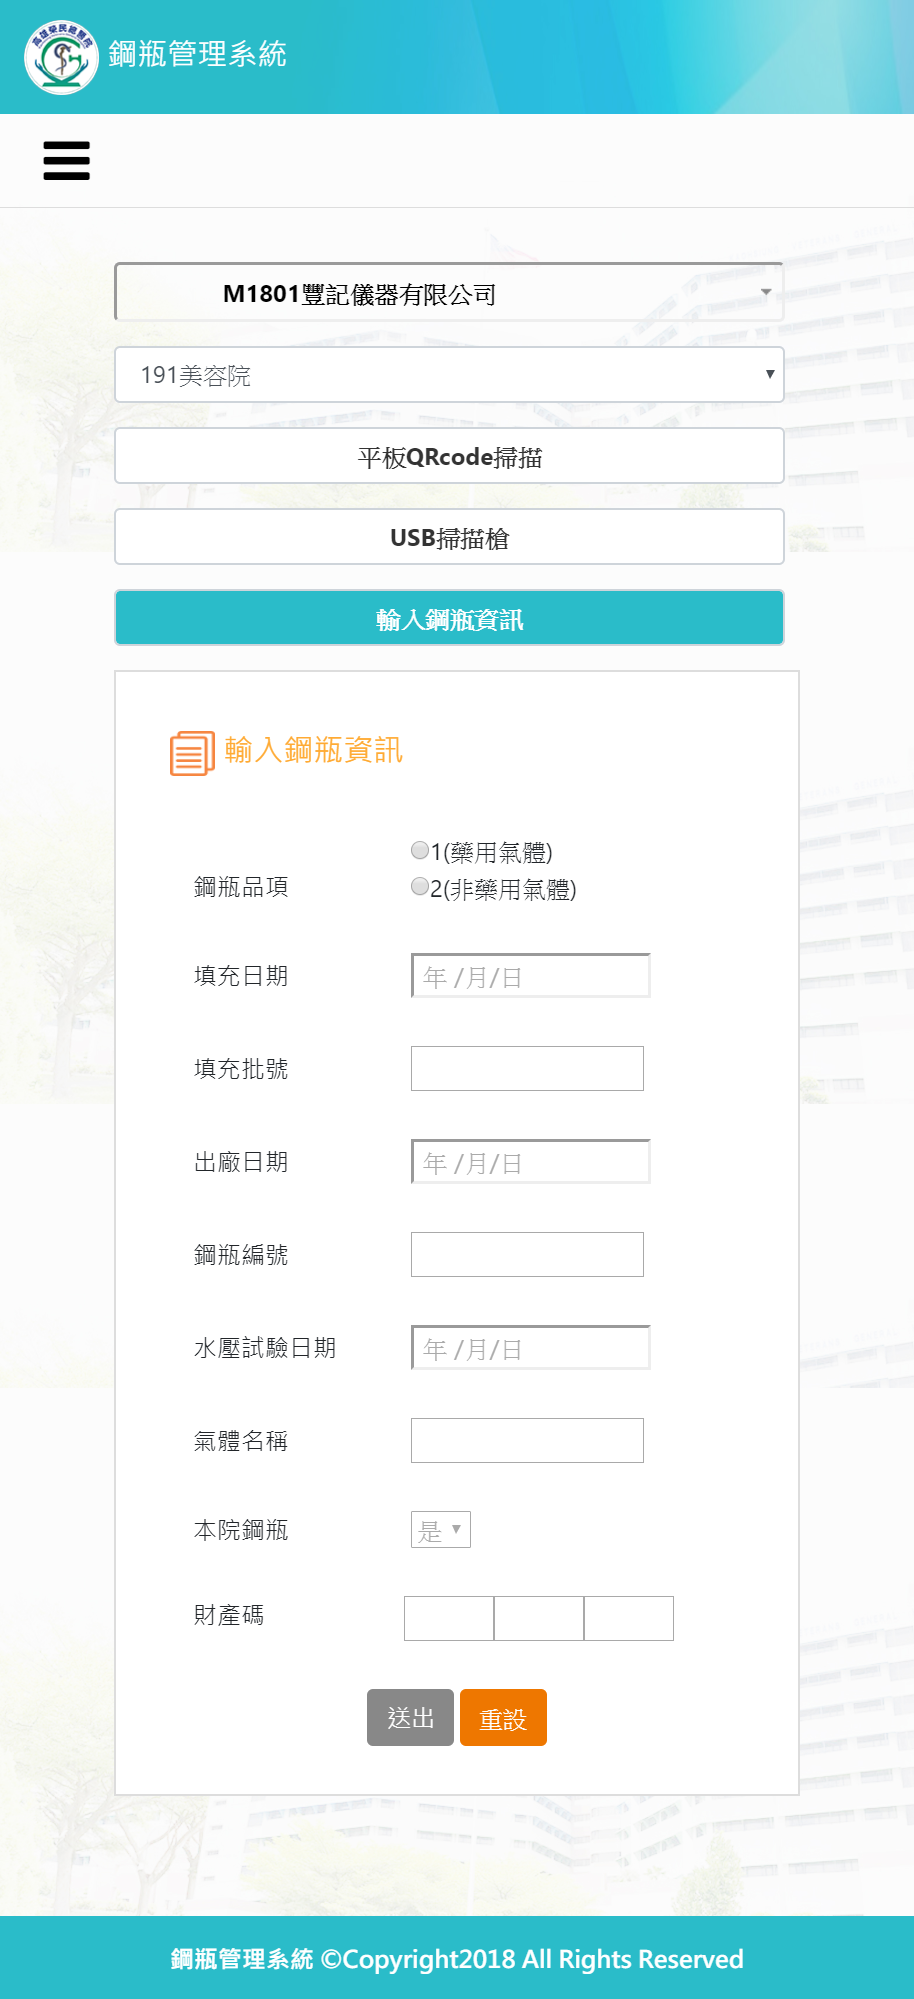 高雄榮民總醫院
鋼瓶管理系統
M1801豐記儀器有限公司
191美容院
平板QRcode掃描
USB掃描槍
輸入鋼瓶資訊
輸入鋼瓶資訊
1(藥用氣體)
鋼瓶品項
2(非藥用氣體)
填充日期 年 /月/日
填充批號
出廠日期 年 /月/日
鋼瓶編號
水壓試驗日期 年 /月/日
氣體名稱
本院鋼瓶 是
財產碼
送出 重設
鋼瓶管理系統 ©Copyright2018 All Rights Reserved